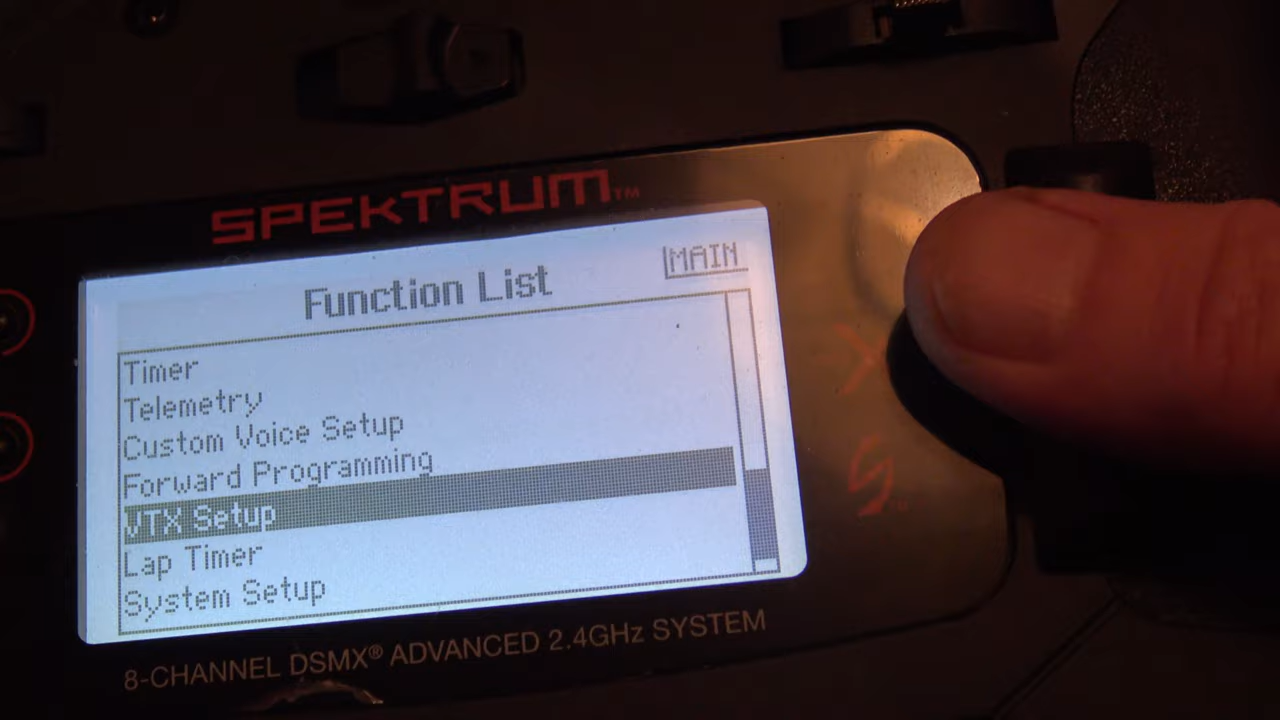 SPEKTRUM™
MAIN
Function List
Timer
Telemetry
Custom Voice Setup
Forward Programming
VTX Setup
Lap Timer
System Setup
8-CHANNEL DSMX® ADVANCED 2.4GHz SYSTEM